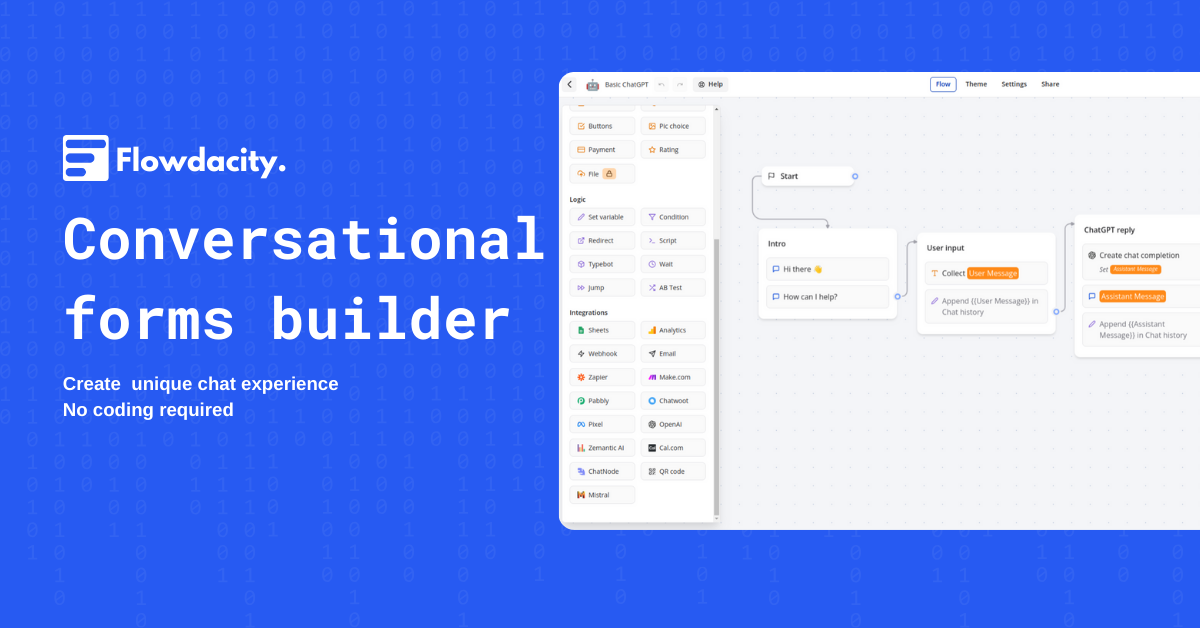 Flowdacity.
Conversational
forms builder
Create unique chat experience
No coding required
Basic ChatGPT
Help
Flow
Theme
Settings
Share
Buttons
Pic choice
Payment
Rating
File
Logic
Set variable
Condition
Redirect
Script
Typebot
Wait
Jump
AB Test
Integrations
Sheets
Analytics
Webhook
Email
Zapier
Make.com
Pabbly
Chatwoot
Pixel
OpenAI
Zemantic AI
Cal.com
ChatNode
QR code
Mistral
Start
Intro
Hi there 👋
How can I help?
User input
Collect User Message
Append {{User Message}} in
Chat history
ChatGPT reply
Create chat completion
Set Assistant Message
Assistant Message
Append {{Assistant
Message}} in Chat history